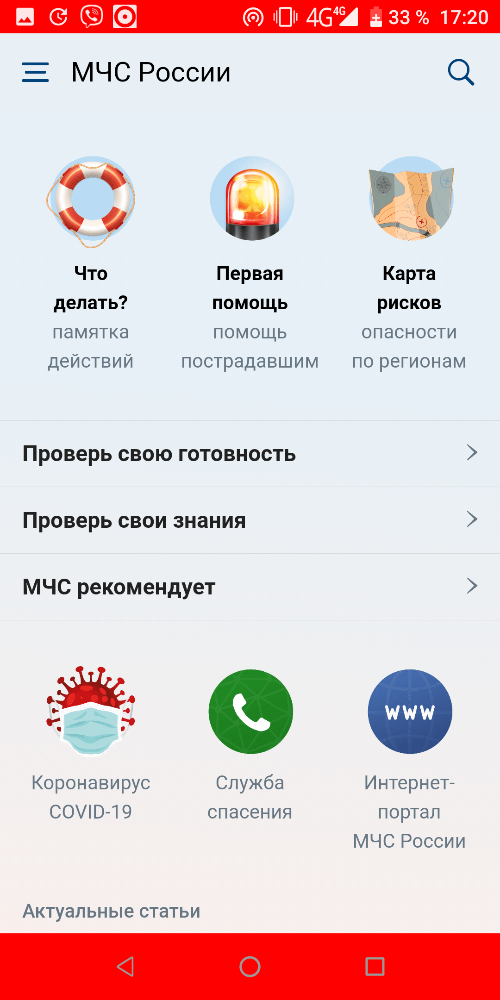 4G 4G 33 % 17:20
МЧС России
Что
делать?
памятка
действий
Первая
помощь
помощь
пострадавшим
Карта
рисков
опасности
по регионам
Проверь свою готовность
Проверь свои знания
МЧС рекомендует
www
Коронавирус
COVID-19
Служба
спасения
Интернет-
портал
МЧС России
Актуальные статьи